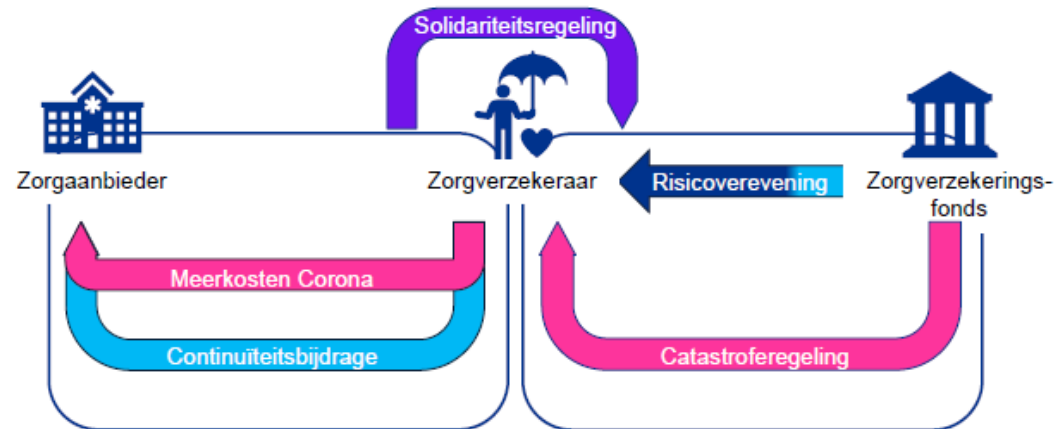 Solidariteitsregeling
Zorgaanbieder
Zorgverzekeraar
Risicoverevening
Zorgverzekerings-
fonds
Meerkosten Corona
Continuïteitsbijdrage
Catastroferegeling